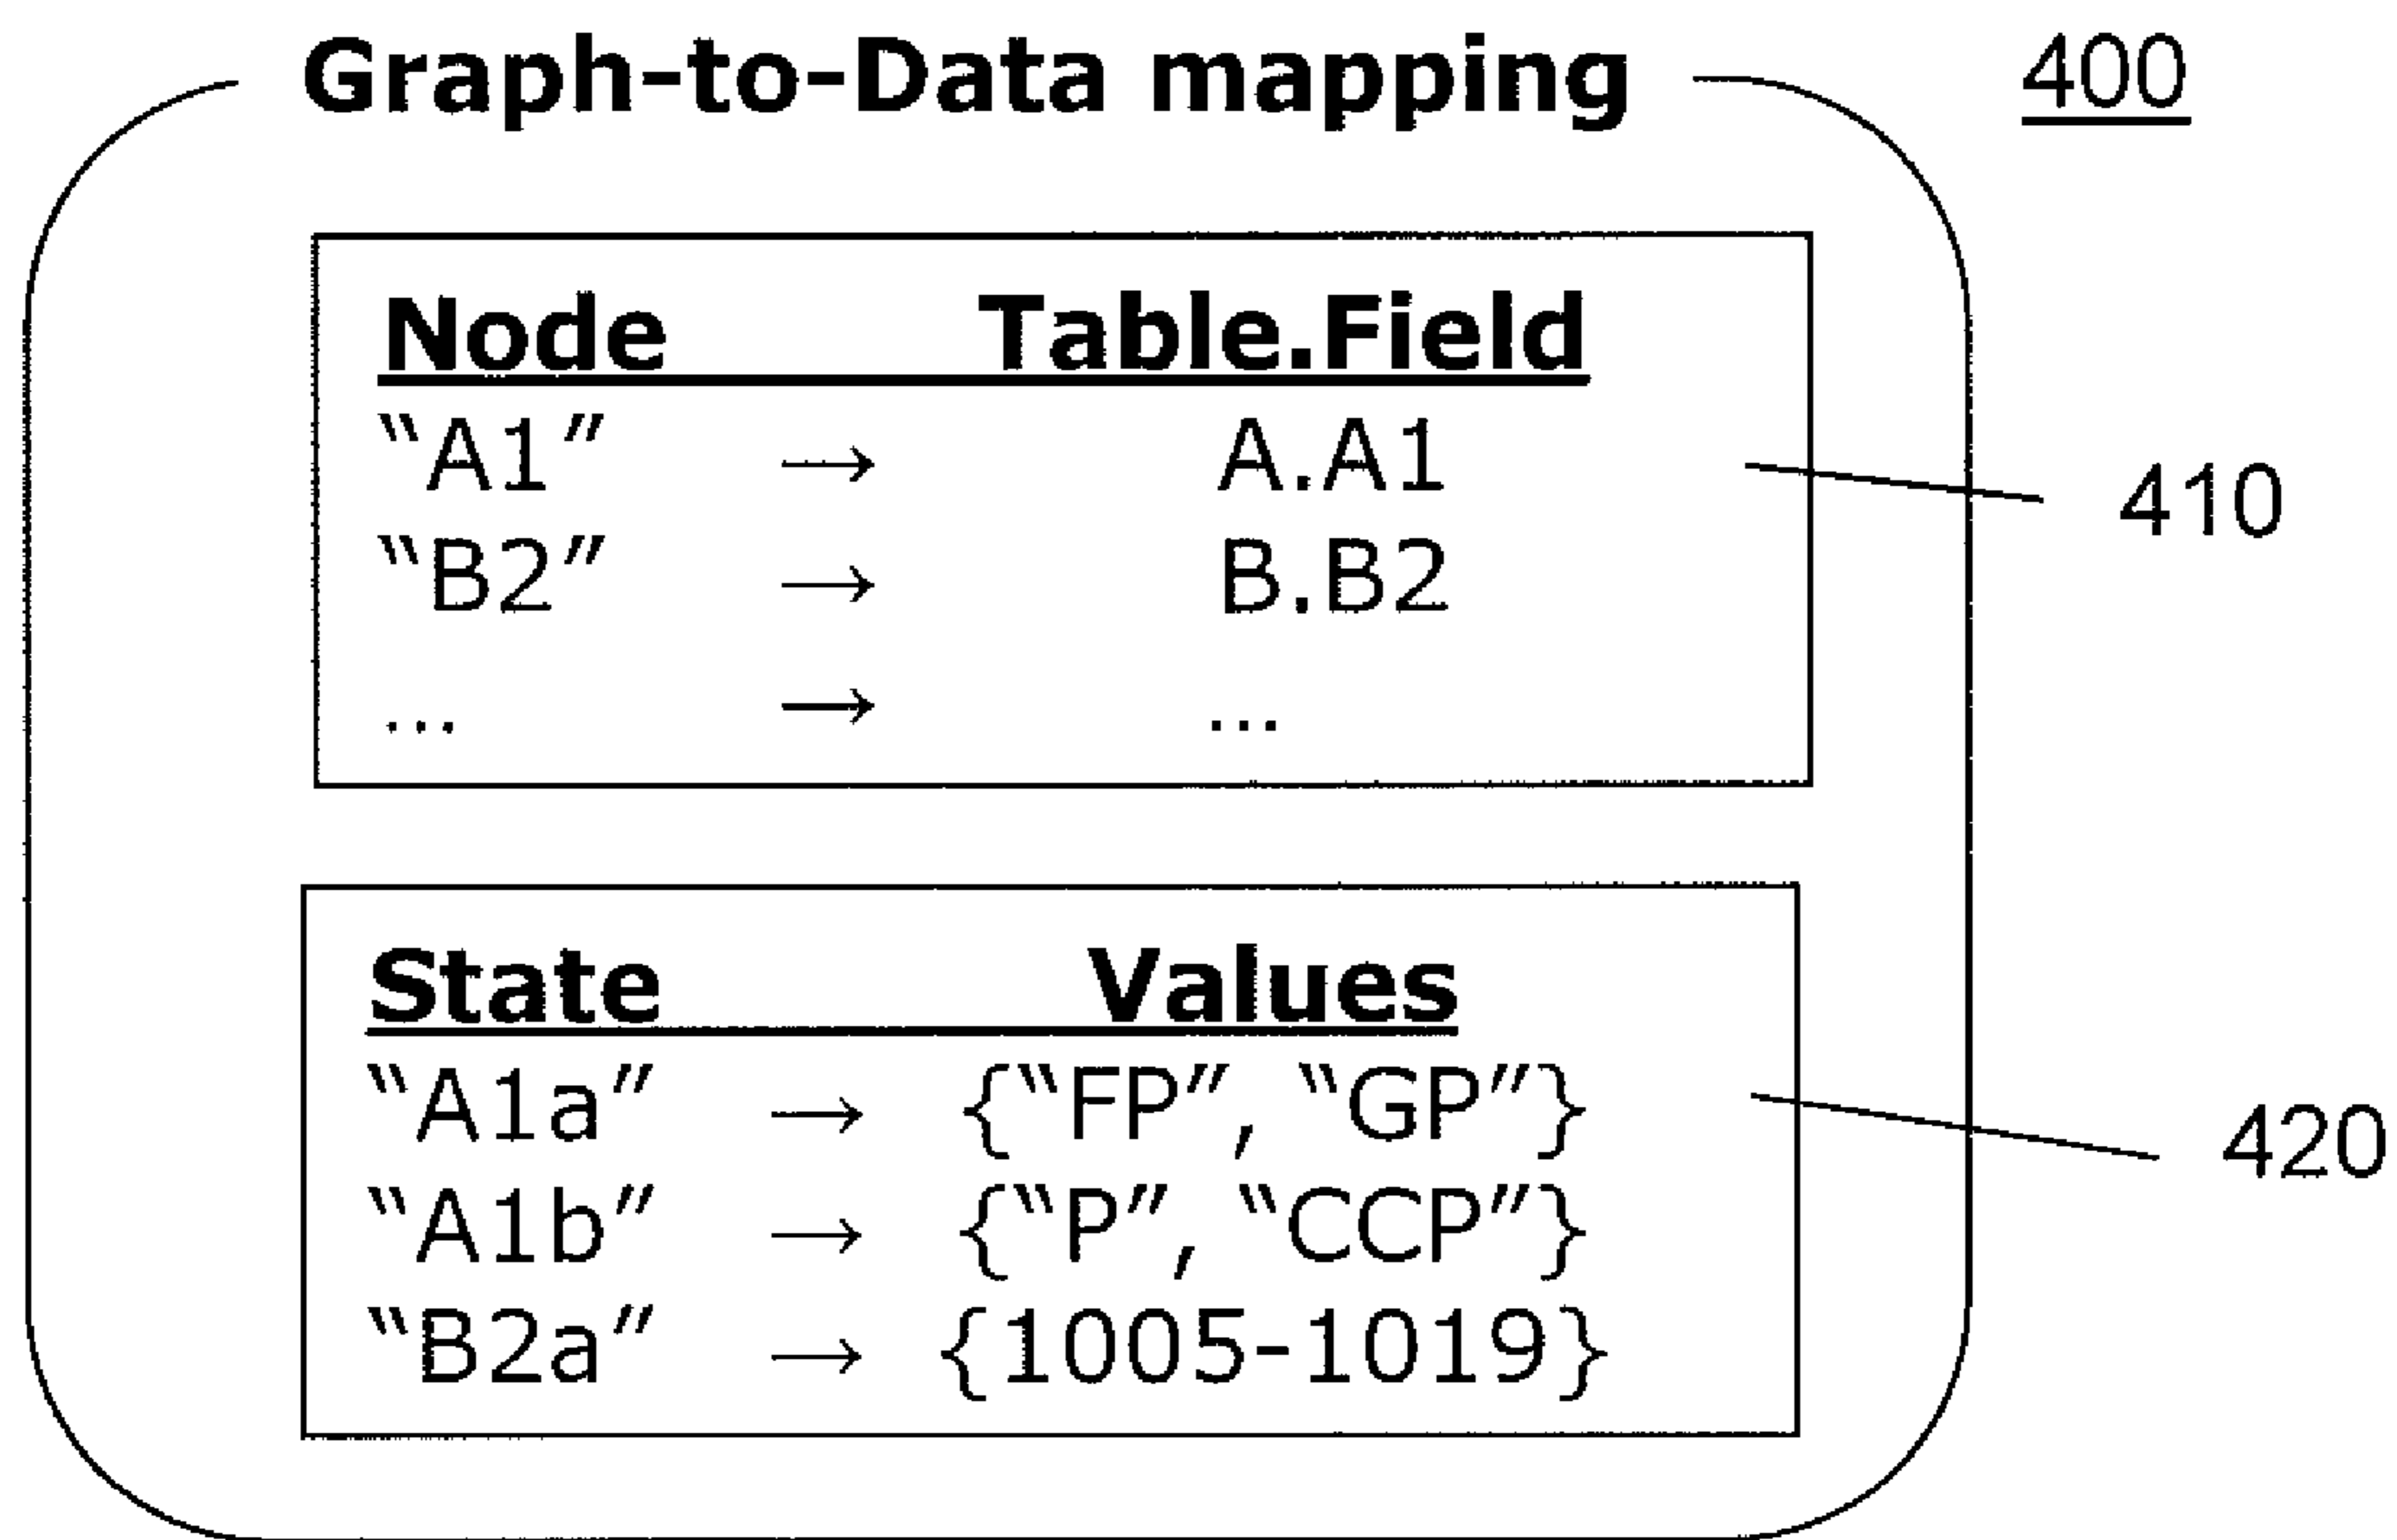 Graph-to-Data mapping 400
Node Table.Field
“A1” → A.A1
410
“B2” → B.B2
... → ...
State Values
“A1a” → {“FP”, “GP”}
420
“A1b” → {“P”, “CCP”}
“B2a” → {1005-1019}